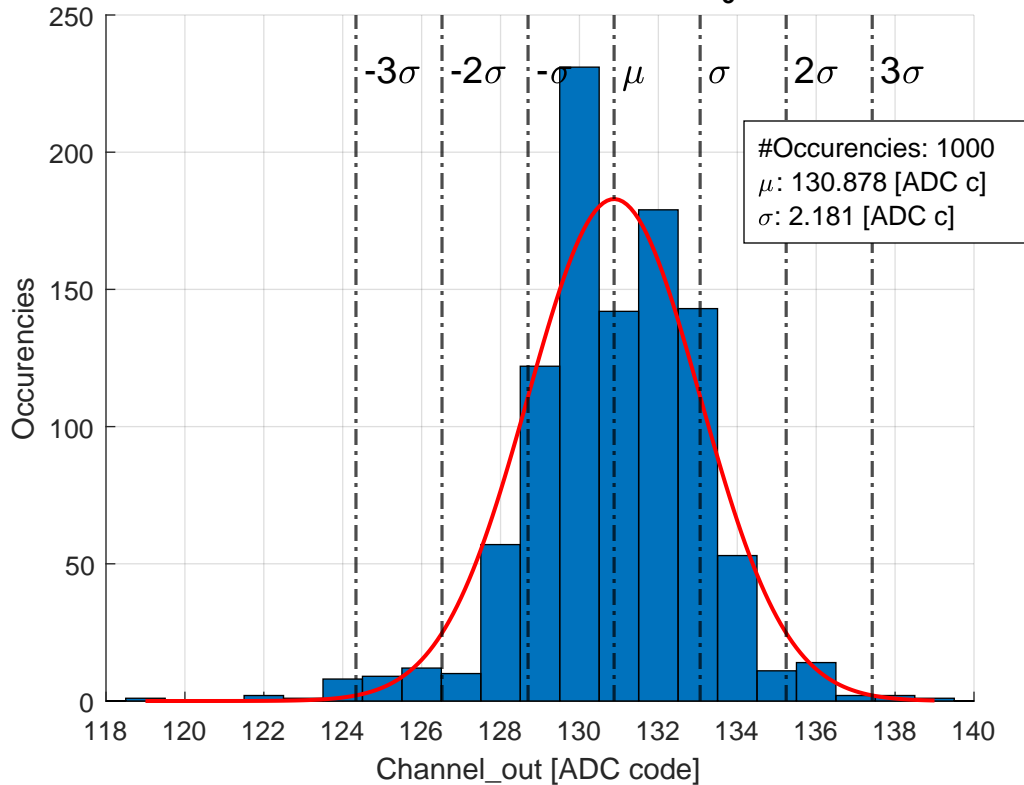 250
200
150
100
50
0
-3σ -2σ -σ μ σ 2σ 3σ
#Occurencies: 1000
μ: 130.878 [ADC c]
σ: 2.181 [ADC c]
Occurencies
118 120 122 124 126 128 130 132 134 136 138 140
Channel_out [ADC code]